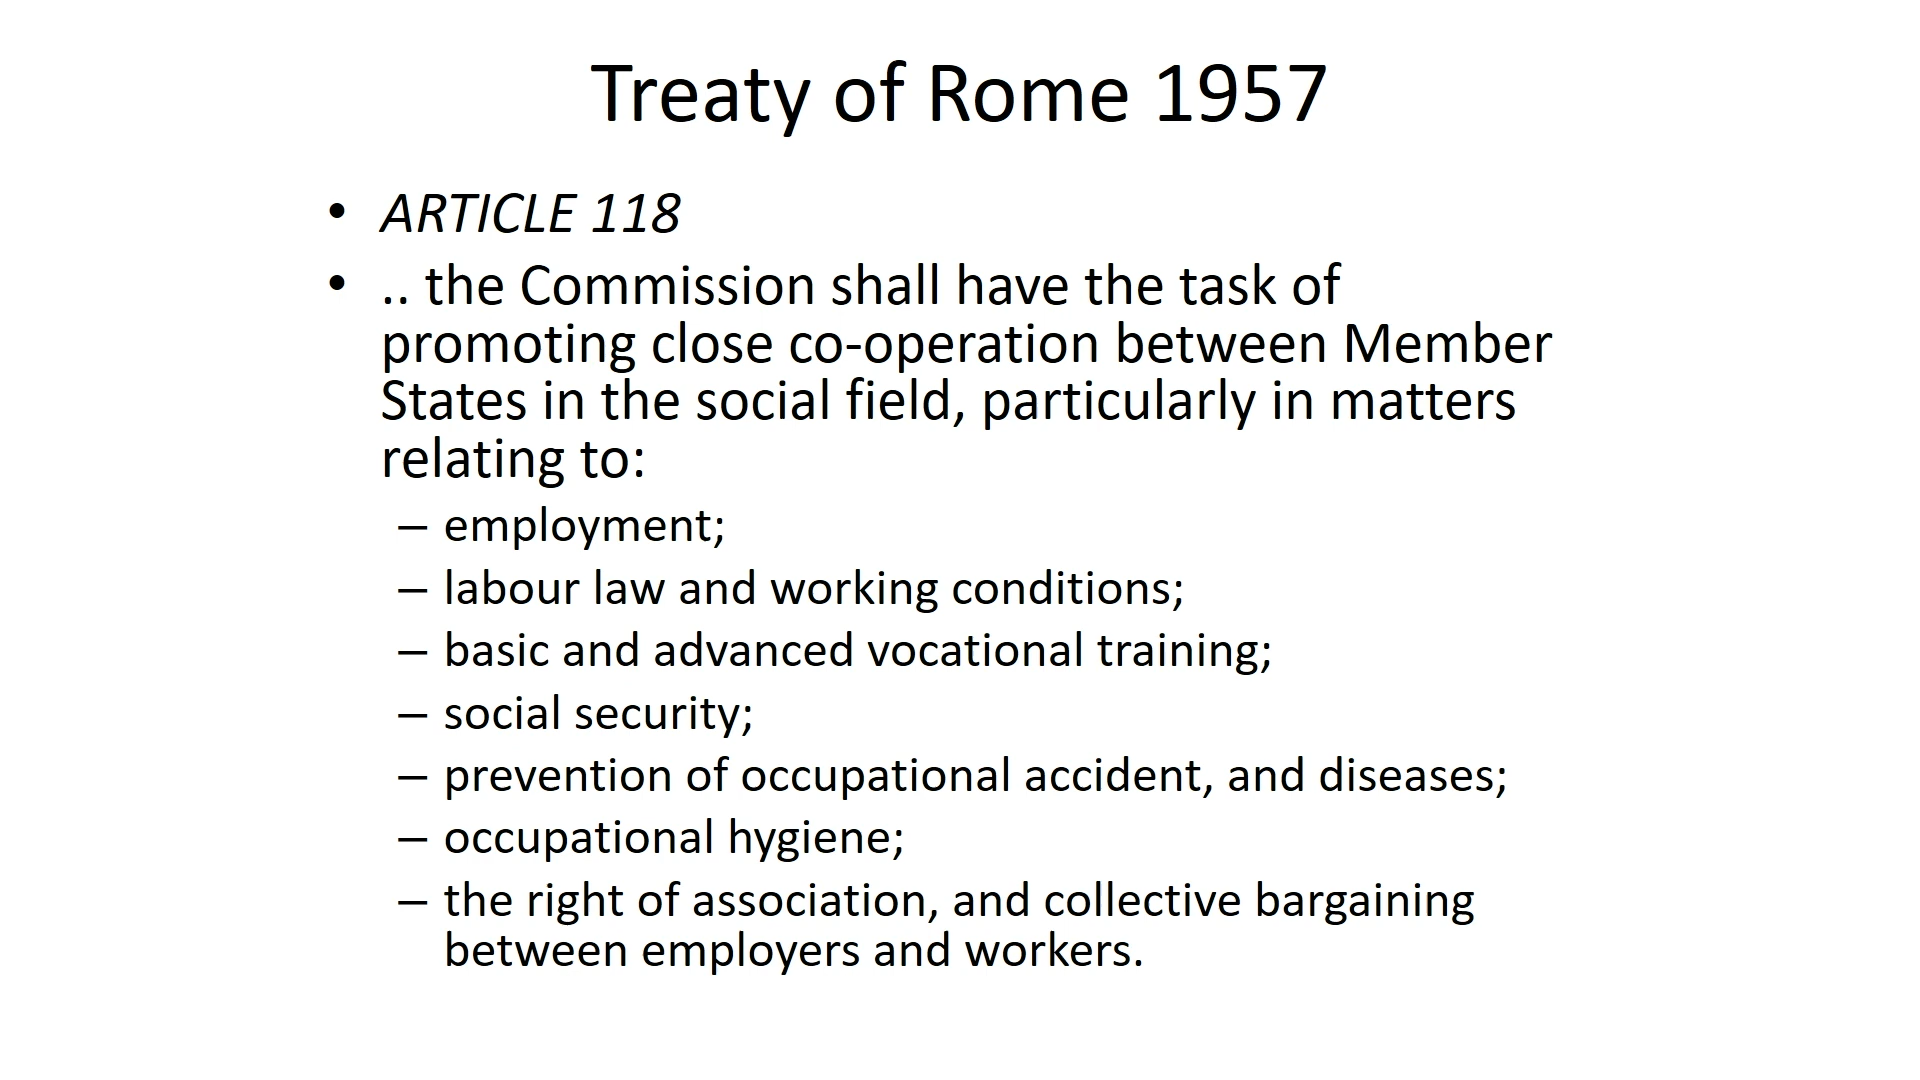 Treaty of Rome 1957
• ARTICLE 118
• .. the Commission shall have the task of
promoting close co-operation between Member
States in the social field, particularly in matters
relating to:
– employment;
– labour law and working conditions;
– basic and advanced vocational training;
– social security;
– prevention of occupational accident, and diseases;
– occupational hygiene;
– the right of association, and collective bargaining
between employers and workers.